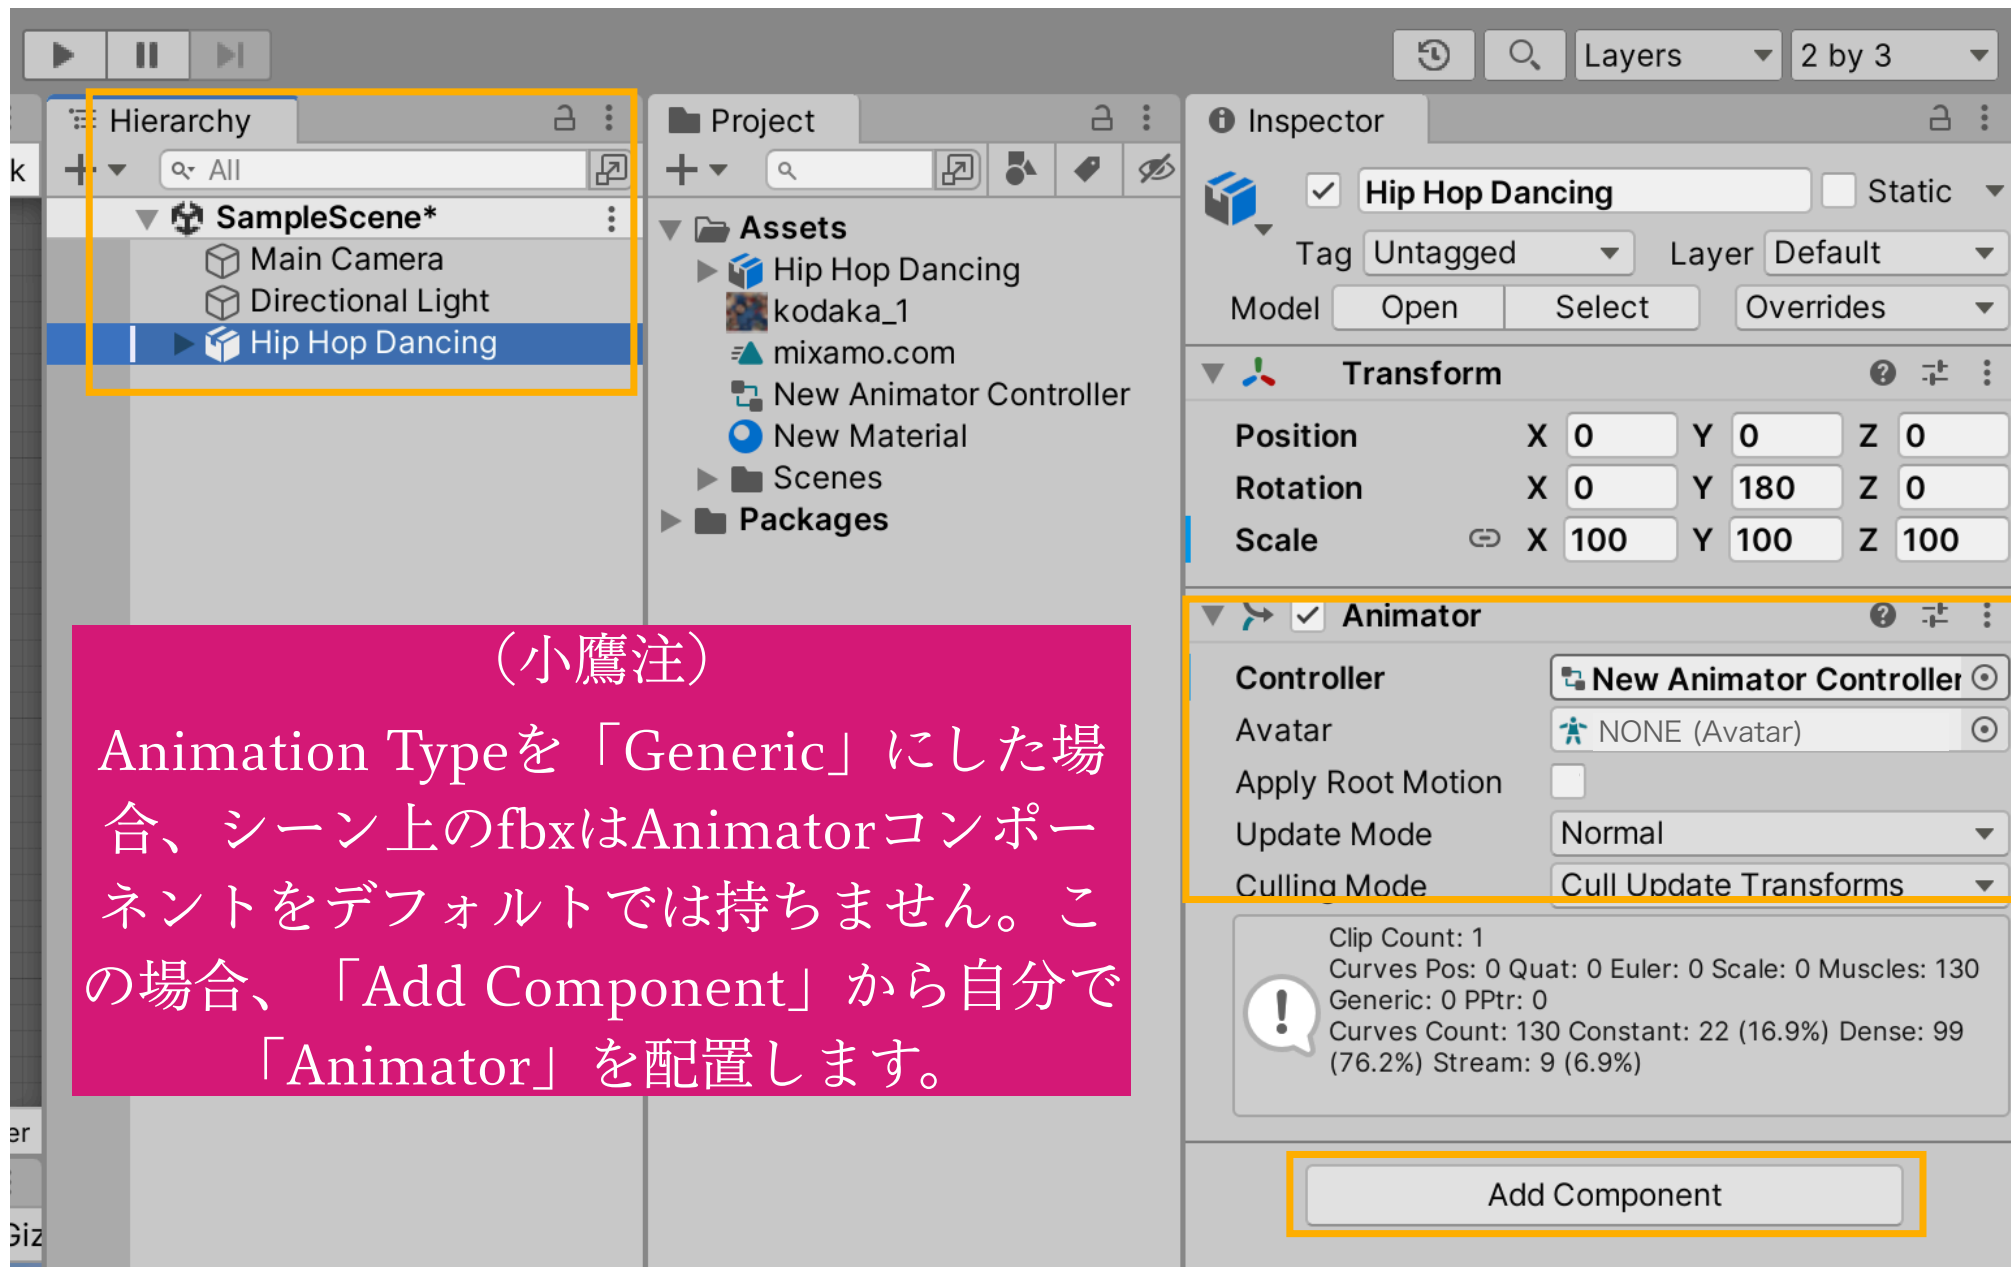 Layers
2 by 3
Hierarchy
k
All
SampleScene*
Main Camera
Directional Light
Hip Hop Dancing
Project
Assets
Hip Hop Dancing
kodaka_1
mixamo.com
New Animator Controller
New Material
Scenes
Packages
Inspector
Hip Hop Dancing
Static
Tag Untagged Layer Default
Model Open Select Overrides
Transform
Position X 0 Y 0 Z 0
Rotation X 0 Y 180 Z 0
Scale X 100 Y 100 Z 100
Animator
Controller New Animator Controller
Avatar NONE (Avatar)
Apply Root Motion
Update Mode Normal
Culling Mode Cull Update Transforms
Clip Count: 1
Curves Pos: 0 Quat: 0 Euler: 0 Scale: 0 Muscles: 130
Generic: 0 PPtr: 0
Curves Count: 130 Constant: 22 (16.9%) Dense: 99
(76.2%) Stream: 9 (6.9%)
Add Component
（小鷹注）
Animation Typeを「Generic」にした場
合、シーン上のfbxはAnimatorコンポー
ネントをデフォルトでは持ちません。こ
の場合、「Add Component」から自分で
「Animator」を配置します。
er
Giz